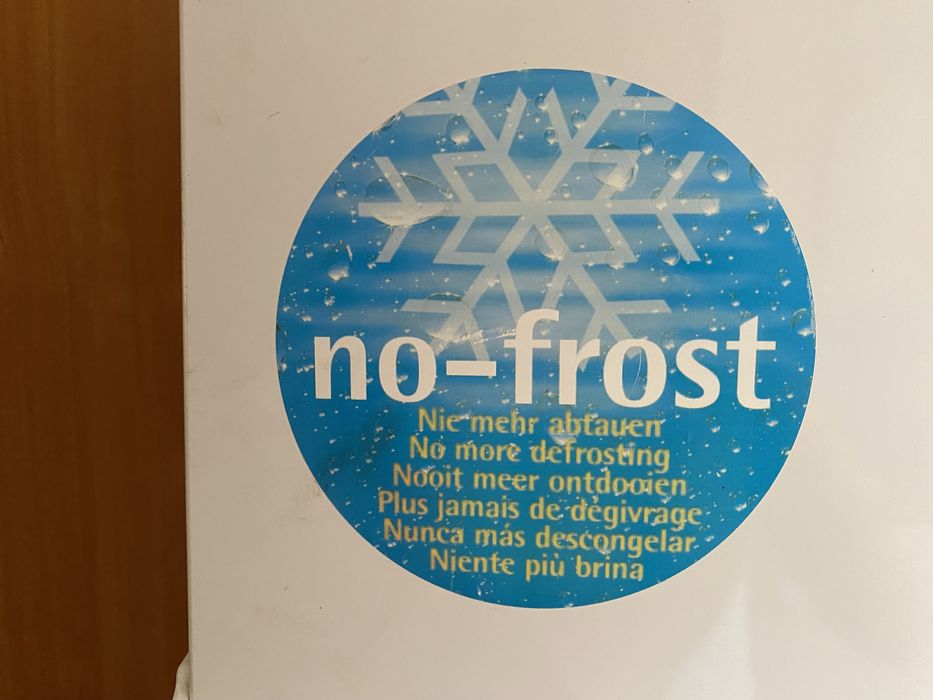 no-frost
Nie mehr abtauen
No more defrosting
Nooit meer ontdooien
Plus jamais de dégivrage
Nunca más descongelar
Niente più brina